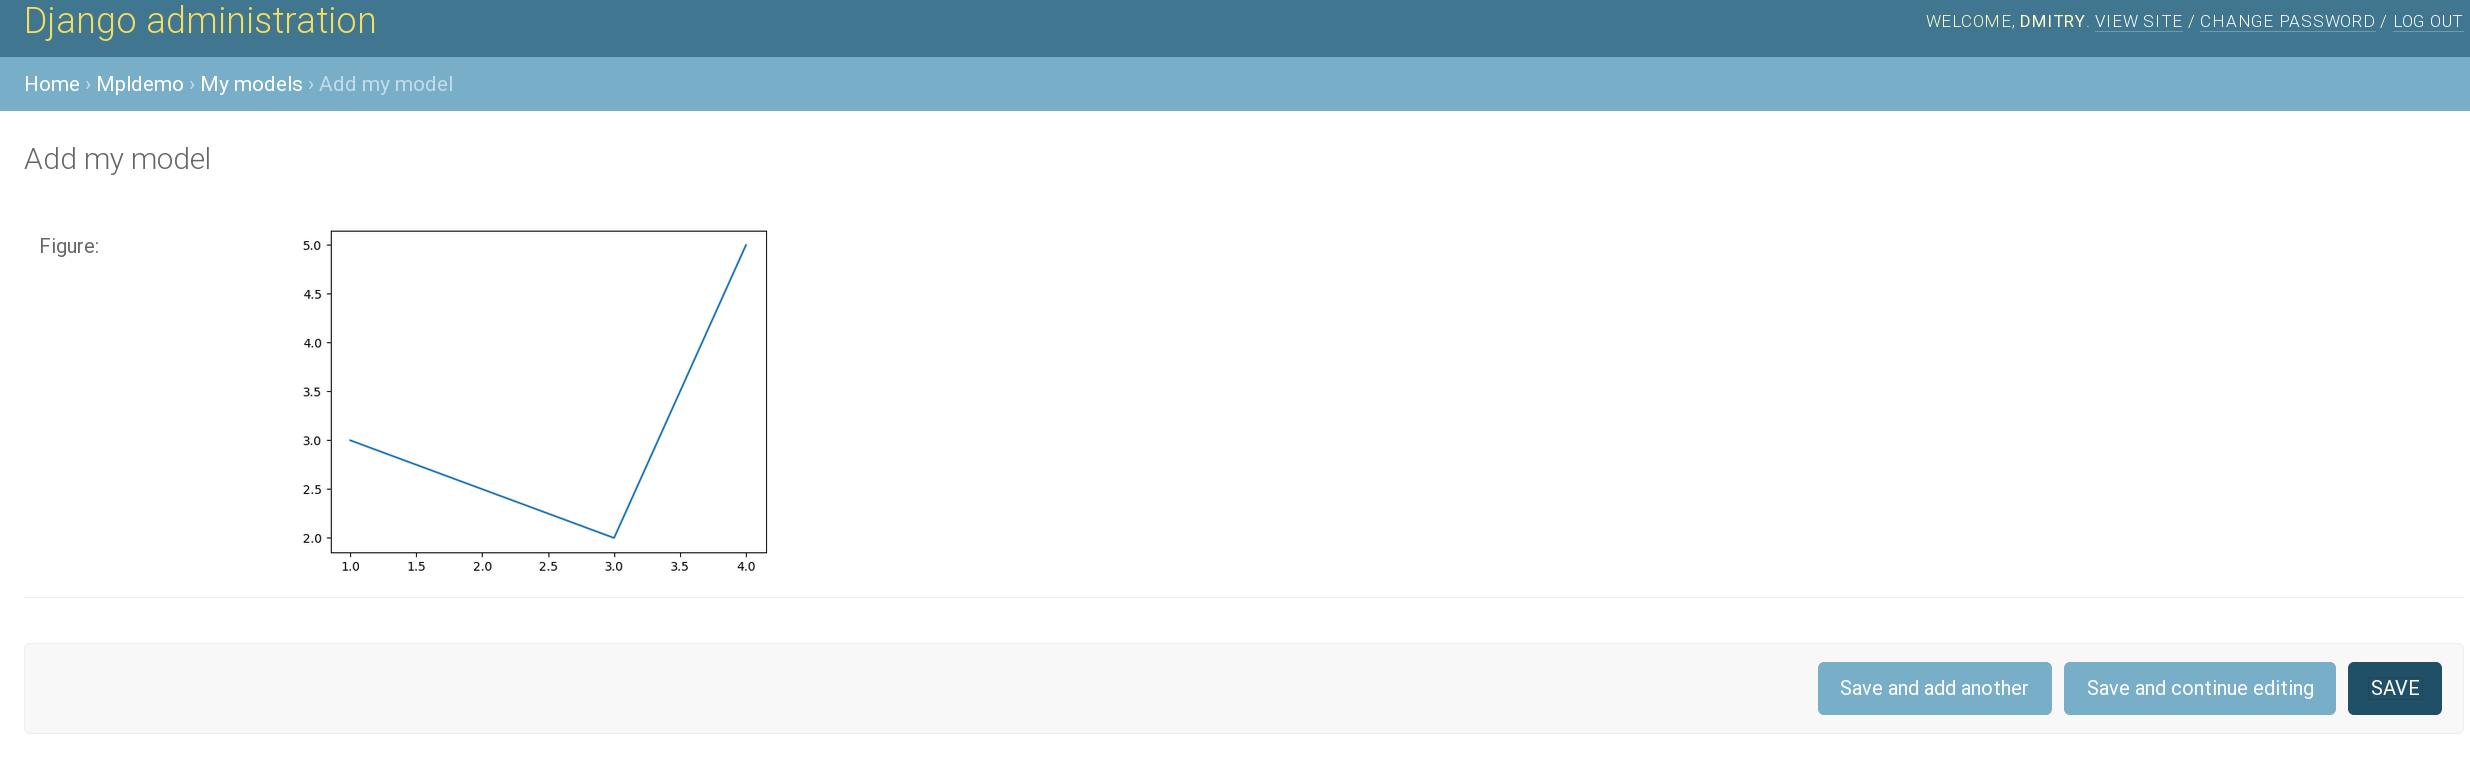 Django administration
WELCOME, DMITRY. VIEW SITE / CHANGE PASSWORD / LOG OUT
Home › Mpldemo › My models › Add my model
Add my model
Figure:
5.0
4.5
4.0
3.5
3.0
2.5
2.0
1.0 1.5 2.0 2.5 3.0 3.5 4.0
Save and add another Save and continue editing SAVE